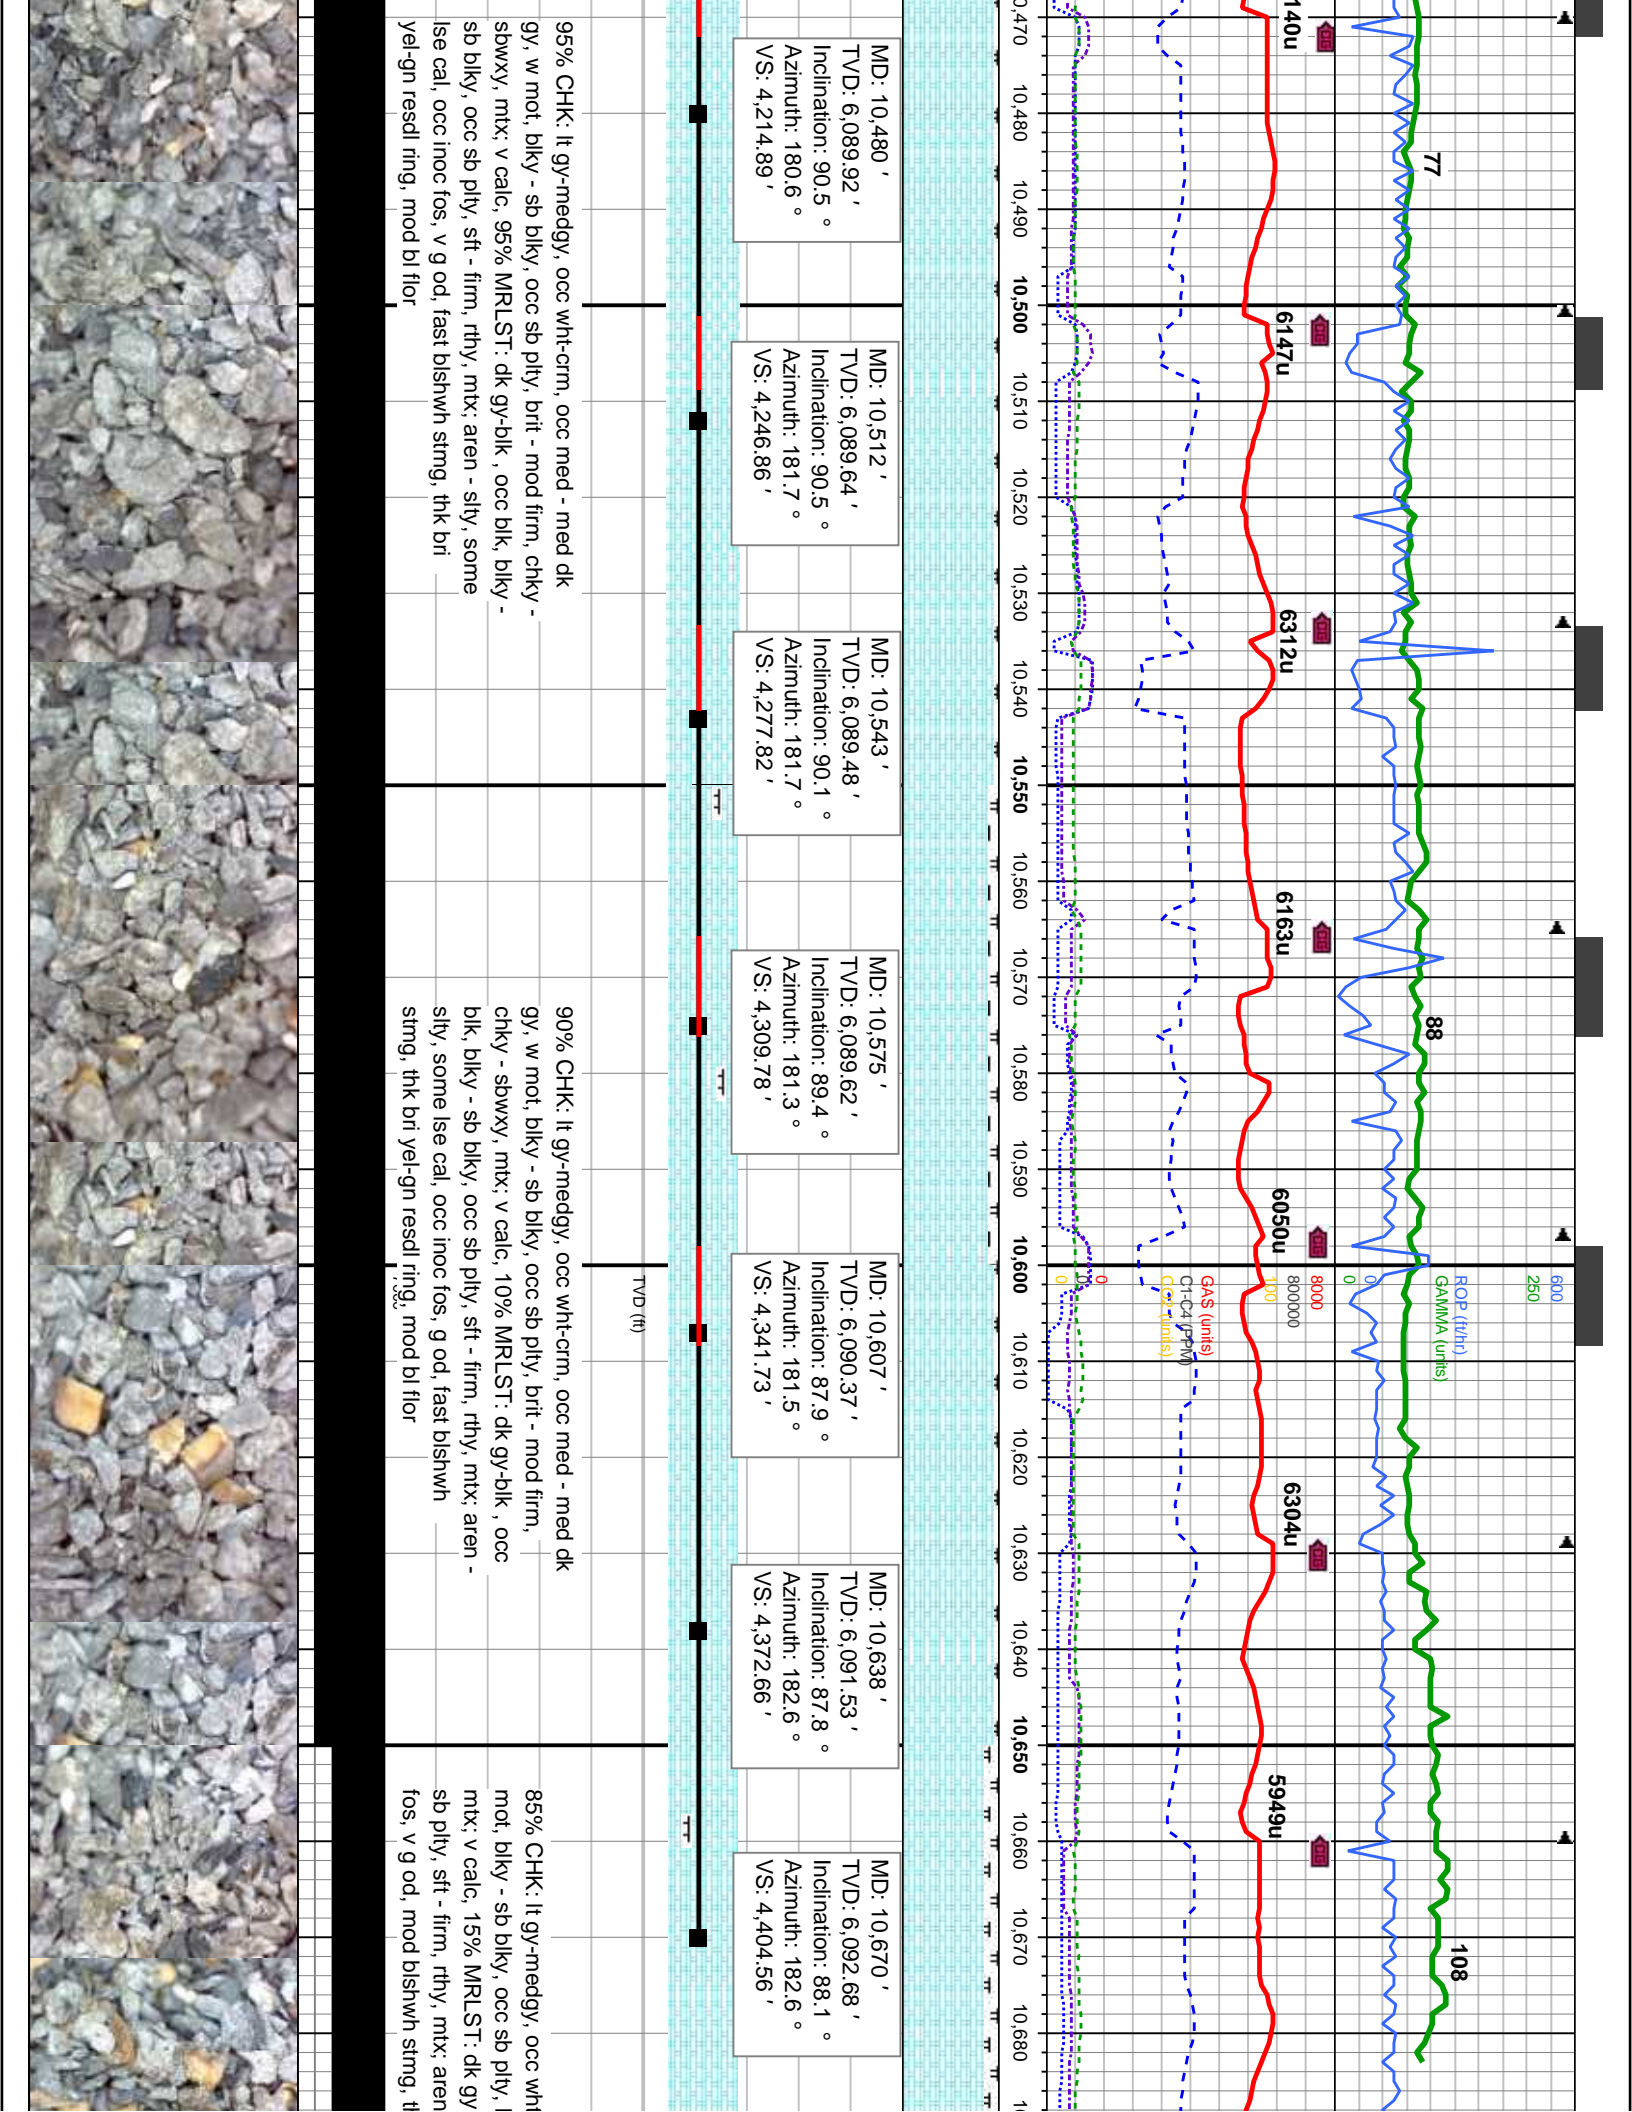 140u
6147u
6312u
6163u
6050u
6304u
5949u
77
88
108
ROP (ft/hr)
GAMMA (units)
600
250
0
0
GAS (units)
C1-C4 (PPM)
CO2 (units)
8000
800000
100
0
0
0,470
10,480
10,490
10,500
10,510
10,520
10,530
10,540
10,550
10,560
10,570
10,580
10,590
10,600
10,610
10,620
10,630
10,640
10,650
10,660
10,670
10,680
MD: 10,480 '
TVD: 6,089.92 '
Inclination: 90.5 °
Azimuth: 180.6 °
VS: 4,214.89 '
MD: 10,512 '
TVD: 6,089.64 '
Inclination: 90.5 °
Azimuth: 181.7 °
VS: 4,246.86 '
MD: 10,543 '
TVD: 6,089.48 '
Inclination: 90.1 °
Azimuth: 181.7 °
VS: 4,277.82 '
MD: 10,575 '
TVD: 6,089.62 '
Inclination: 89.4 °
Azimuth: 181.3 °
VS: 4,309.78 '
MD: 10,607 '
TVD: 6,090.37 '
Inclination: 87.9 °
Azimuth: 181.5 °
VS: 4,341.73 '
MD: 10,638 '
TVD: 6,091.53 '
Inclination: 87.8 °
Azimuth: 182.6 °
VS: 4,372.66 '
MD: 10,670 '
TVD: 6,092.68 '
Inclination: 88.1 °
Azimuth: 182.6 °
VS: 4,404.56 '
TVD (ft)
95% CHK: lt gy-medgy, occ wht-crm, occ med - med dk
gy, w mot, blky - sb blky, occ sb plty, brit - mod firm, chky -
sbwxy, mtx; v calc, 95% MRLST: dk gy-blk , occ blk, blky -
sb blky, occ sb plty, sft - firm, rthy, mtx; aren - slty, some
lse cal, occ inoc fos, v g od, fast blshwh stmg, thk bri
yel-gn resdl ring, mod bl flor
90% CHK: lt gy-medgy, occ wht-crm, occ med - med dk
gy, w mot, blky - sb blky, occ sb plty, brit - mod firm,
chky - sbwxy, mtx; v calc, 10% MRLST: dk gy-blk , occ
blk, blky - sb blky, occ sb plty, sft - firm, rthy, mtx; aren -
slty, some lse cal, occ inoc fos, g od, fast blshwh
stmg, thk bri yel-gn resdl ring, mod bl flor
85% CHK: lt gy-medgy, occ wht
mot, blky - sb blky, occ sb plty,
mtx; v calc, 15% MRLST: dk gy
sb plty, sft - firm, rthy, mtx; aren
fos, v g od, mod blshwh stmg,